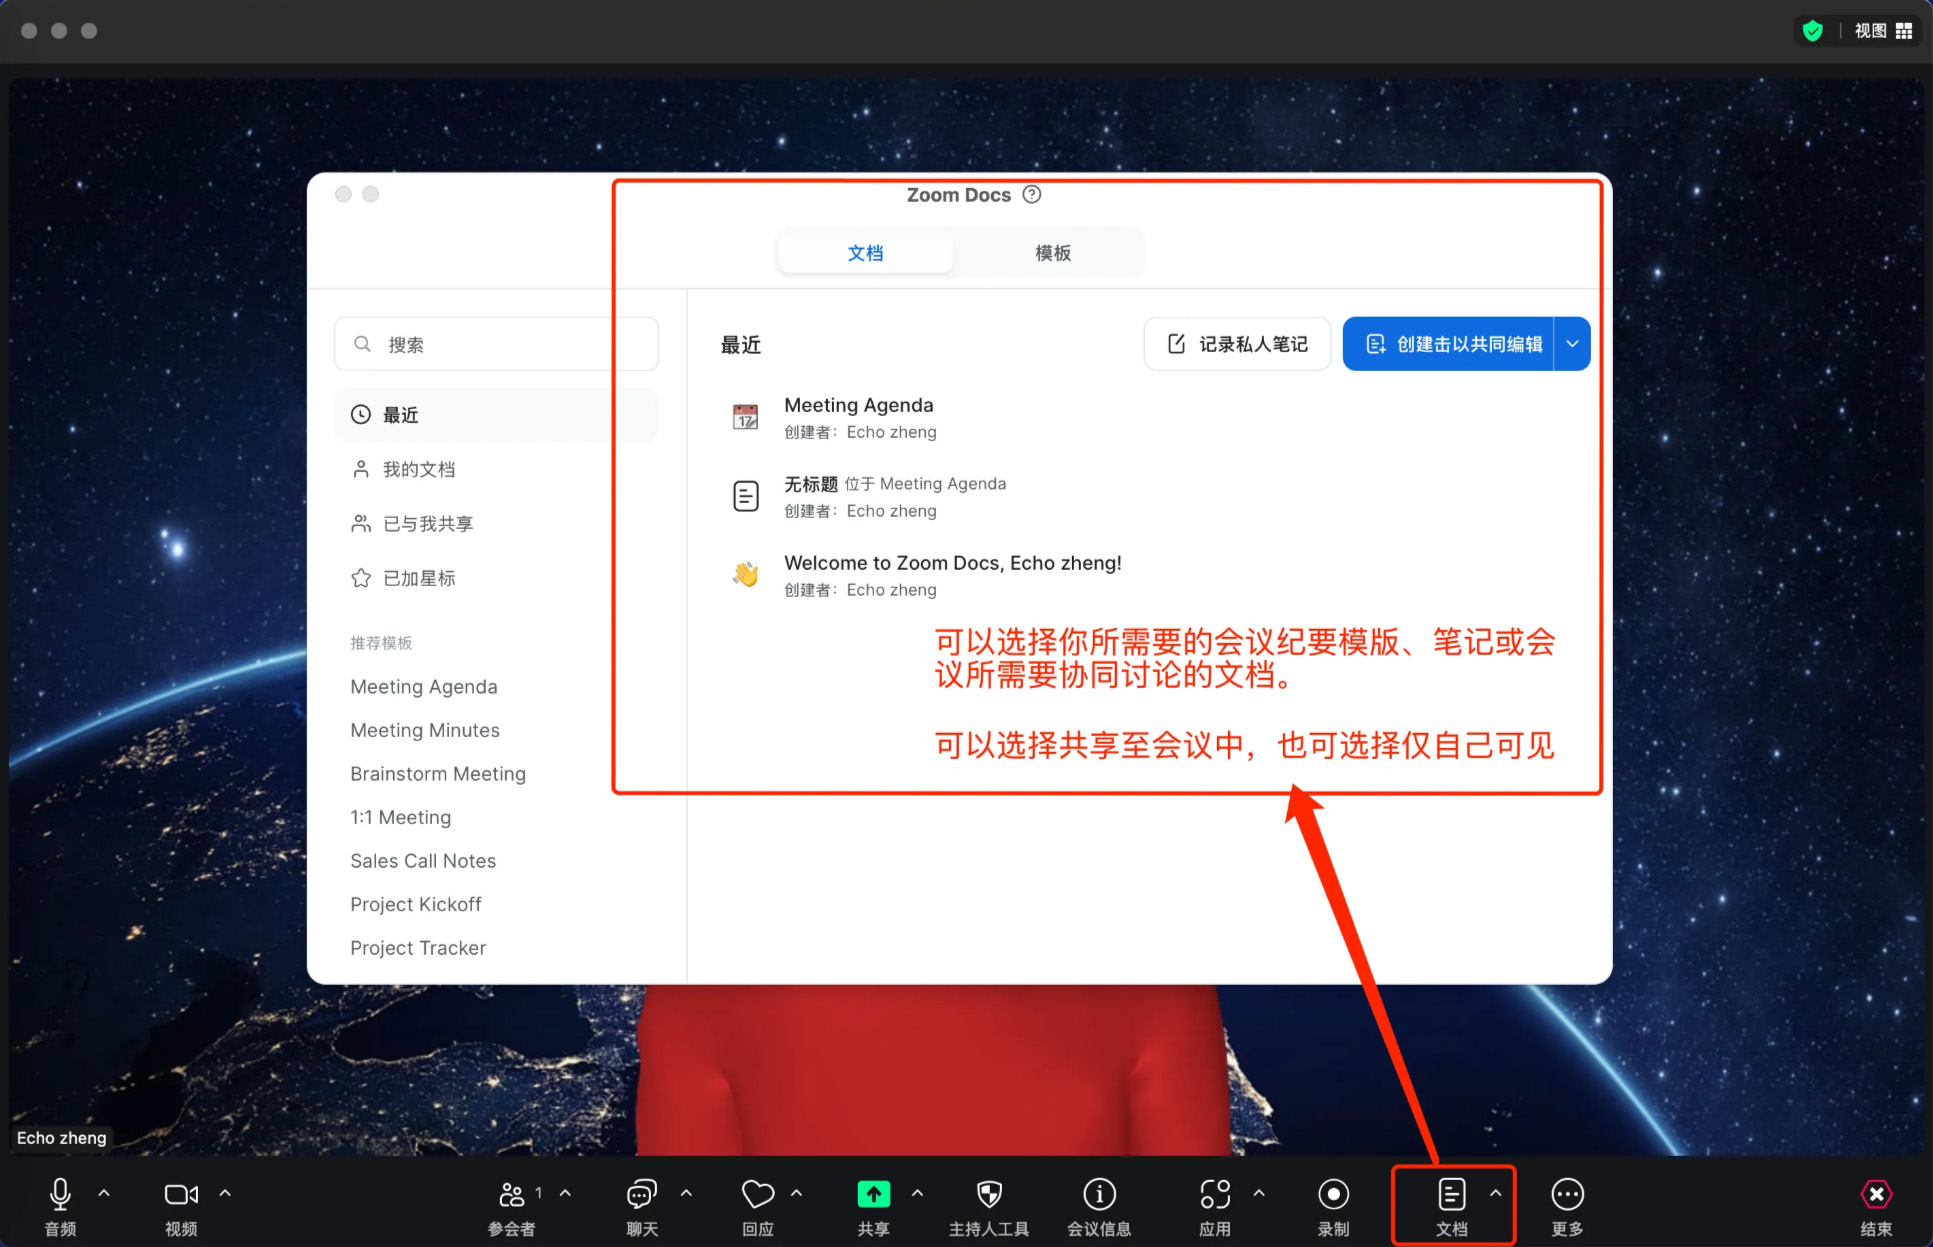 视图
Zoom Docs
文档
模板
搜索
最近
我的文档
已与我共享
已加星标
推荐模板
Meeting Agenda
Meeting Minutes
Brainstorm Meeting
1:1 Meeting
Sales Call Notes
Project Kickoff
Project Tracker
最近
记录私人笔记
创建击以共同编辑
17
Meeting Agenda
创建者：Echo zheng
无标题 位于 Meeting Agenda
创建者：Echo zheng
Welcome to Zoom Docs, Echo zheng!
创建者：Echo zheng
可以选择你所需要的会议纪要模版、笔记或会
议所需要协同讨论的文档。
可以选择共享至会议中，也可选择仅自己可见
Echo zheng
音频
视频
1
参会者
聊天
回应
共享
主持人工具
会议信息
应用
录制
文档
更多
结束